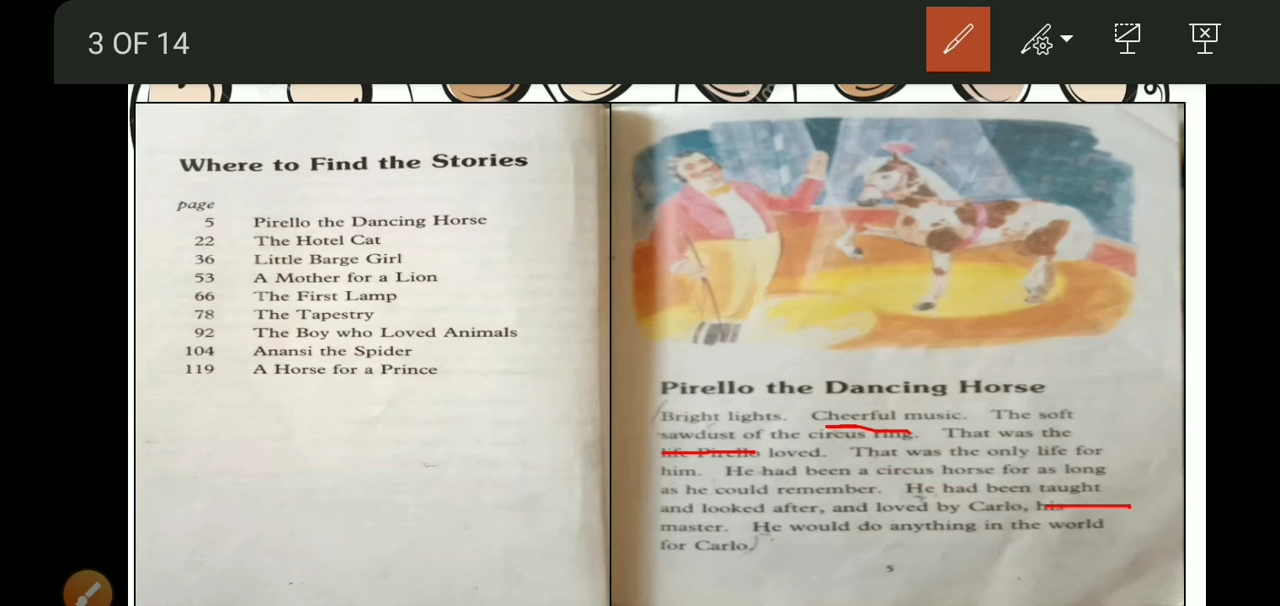 3 OF 14
Where to Find the Stories
page
5 Pirello the Dancing Horse
22 The Hotel Cat
36 Little Barge Girl
53 A Mother for a Lion
66 The First Lamp
78 The Tapestry
92 The Boy who Loved Animals
104 Anansi the Spider
119 A Horse for a Prince
Pirello the Dancing Horse
Bright lights. Cheerful music. The soft
sawdust of the circus ring. That was the
life Pirello loved. That was the only life for
him. He had been a circus horse for as long
as he could remember. He had been taught
and looked after, and loved by Carlo, his
master. He would do anything in the world
for Carlo.
5